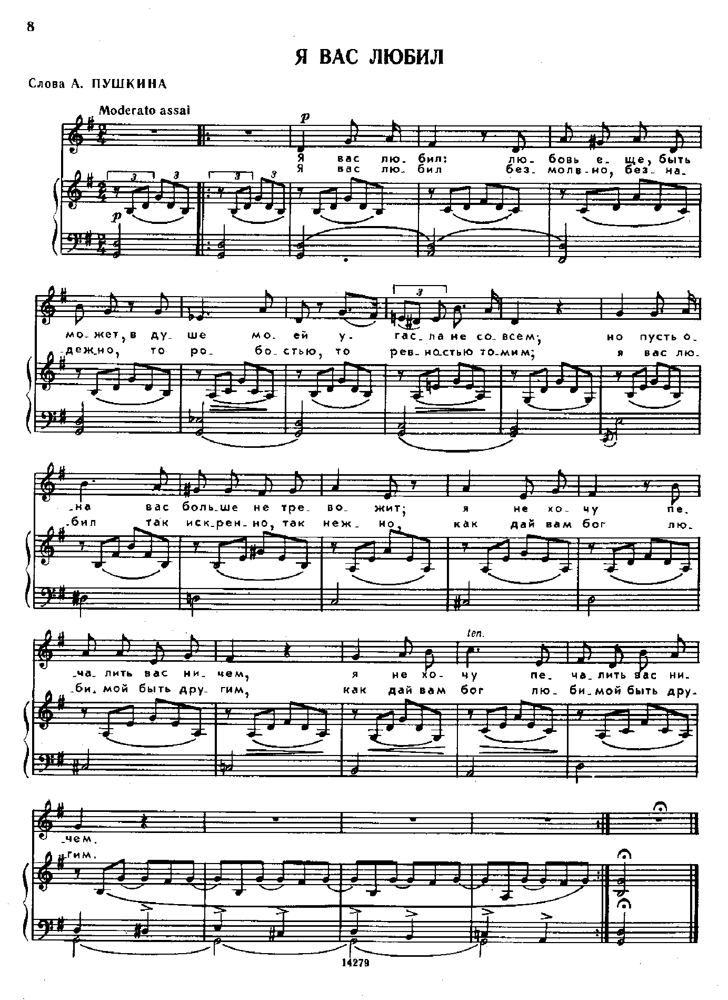 8
Я ВАС ЛЮБИЛ
Слова А. ПУШКИНА
Moderato assai
p
Я вас лю- бил: лю- бовь е- ще, быть
Я вас лю- бил без- молв-но, без- на-
3 3 3 3
p
3
мо-жет, в ду- ше мо- ей у- гас-ла не со-всем; но пусть о-
-деж-но, то ро- бо-стью, то рев-ностью то-мим; я вас лю-
-на вас боль-ше не тре- во- жит; я не хо- чу пе-
-бил так иск-рен-но, так неж- но, как дай вам бог лю-
ten.
-ча- лить вас ни- чем, я не хо- чу пе- ча-лить вас ни-
-би- мой быть дру- гим, как дай вам бог лю- би-мой быть дру-
-чем.
-гим.
14279